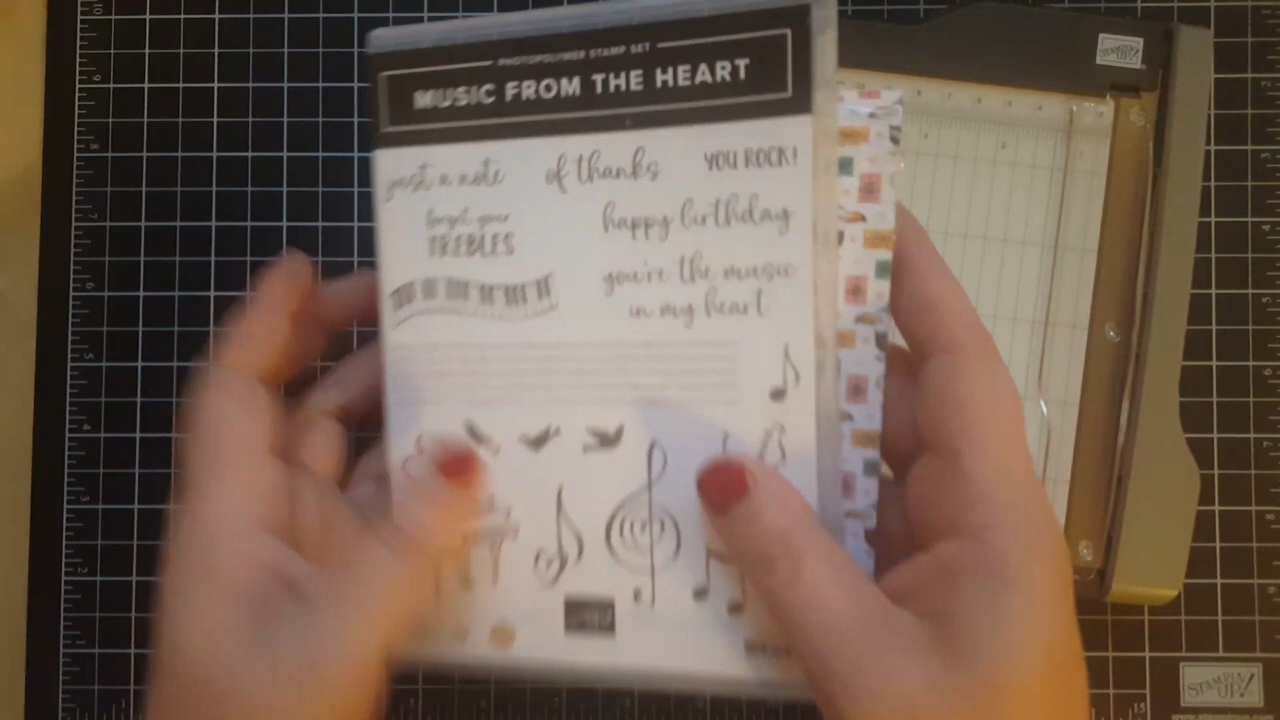 PHOTOPOLYMER STAMP SET
MUSIC FROM THE HEART
just a note
of thanks
YOU ROCK!
forget your
TREBLES
happy birthday
you're the music
in my heart
STAMPIN' UP!
STAMPIN' UP!